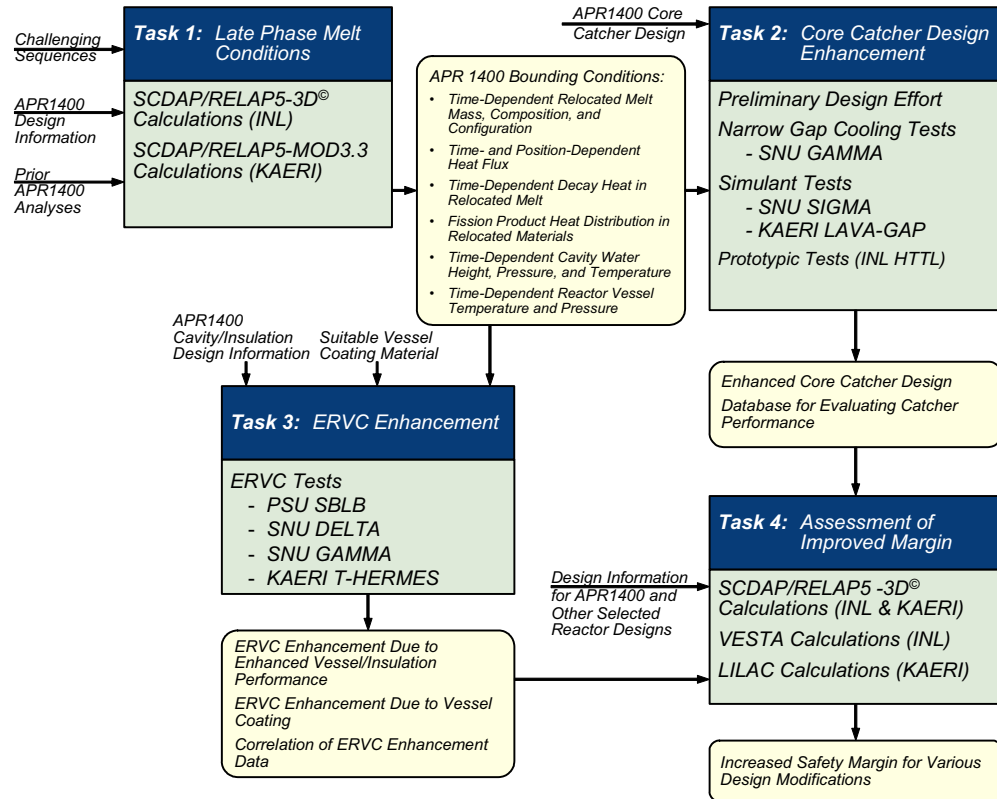 Challenging
Sequences
APR1400
Design
Information
Prior
APR1400
Analyses
Task 1: Late Phase Melt
Conditions
SCDAP/RELAP5-3D©
Calculations (INL)
SCDAP/RELAP5-MOD3.3
Calculations (KAERI)
APR 1400 Bounding Conditions:
• Time-Dependent Relocated Melt
Mass, Composition, and
Configuration
• Time- and Position-Dependent
Heat Flux
• Time-Dependent Decay Heat in
Relocated Melt
• Fission Product Heat Distribution in
Relocated Materials
• Time-Dependent Cavity Water
Height, Pressure, and Temperature
• Time-Dependent Reactor Vessel
Temperature and Pressure
APR1400 Core
Catcher Design
Task 2: Core Catcher Design
Enhancement
Preliminary Design Effort
Narrow Gap Cooling Tests
- SNU GAMMA
Simulant Tests
- SNU SIGMA
- KAERI LAVA-GAP
Prototypic Tests (INL HTTL)
Enhanced Core Catcher Design
Database for Evaluating Catcher
Performance
APR1400
Cavity/Insulation
Design Information
Suitable Vessel
Coating Material
Task 3: ERVC Enhancement
ERVC Tests
- PSU SBLB
- SNU DELTA
- SNU GAMMA
- KAERI T-HERMES
ERVC Enhancement Due to
Enhanced Vessel/Insulation
Performance
ERVC Enhancement Due to Vessel
Coating
Correlation of ERVC Enhancement
Data
Design Information
for APR1400 and
Other Selected
Reactor Designs
Task 4: Assessment of
Improved Margin
SCDAP/RELAP5 -3D©
Calculations (INL & KAERI)
VESTA Calculations (INL)
LILAC Calculations (KAERI)
Increased Safety Margin for Various
Design Modifications